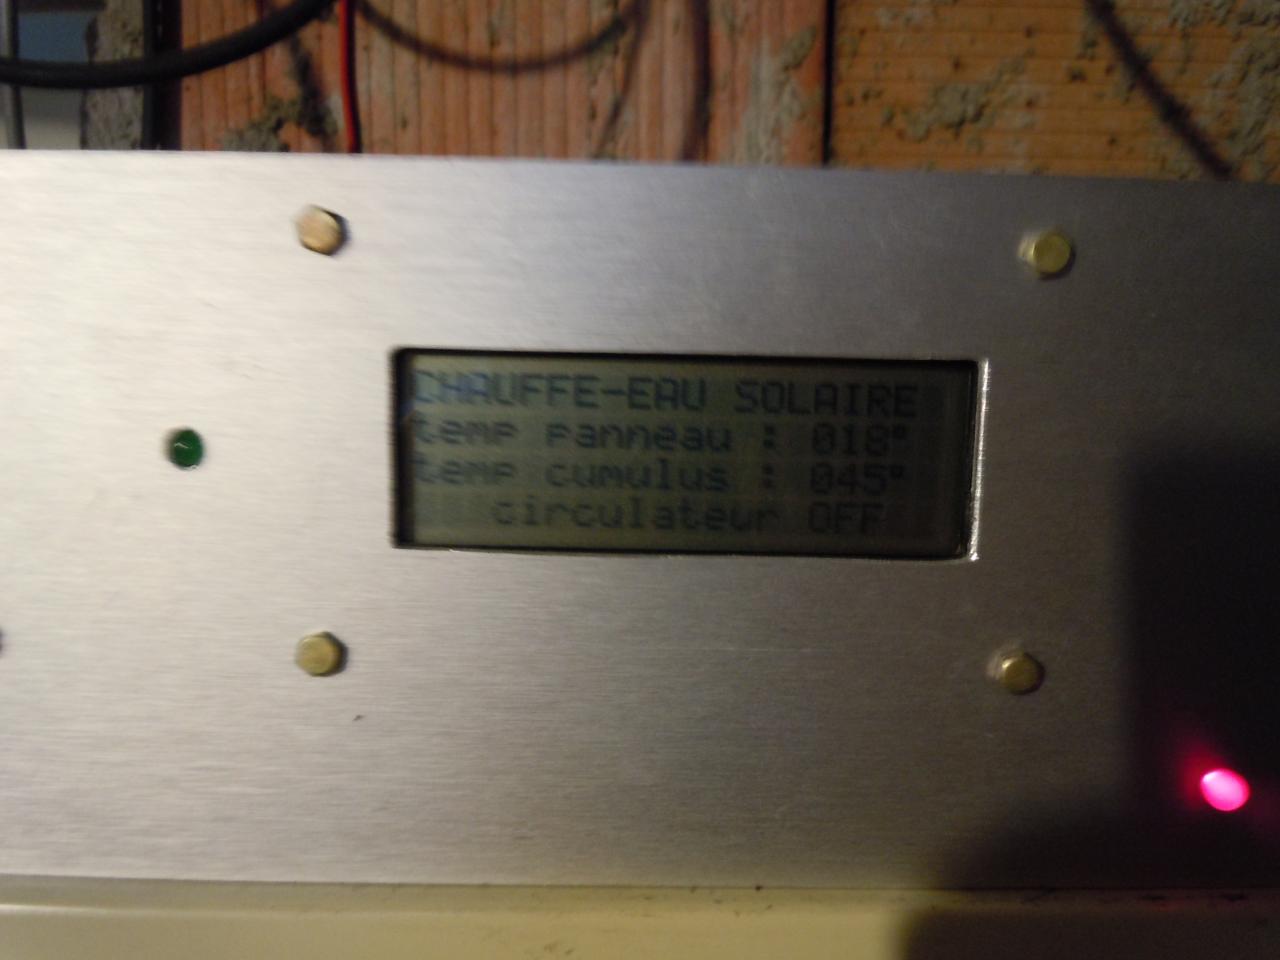 CHAUFFE-EAU SOLAIRE
temp panneau : 018°
temp cumulus : 045°
circulateur OFF